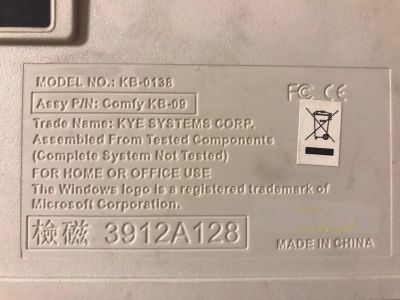 MODEL NO.: KB-0138
Assy P/N: Comfy KB-09
FC CE
Trade Name: KYE SYSTEMS CORP.
Assembled From Tested Components
(Complete System Not Tested)
FOR HOME OR OFFICE USE
The Windows logo is a registered trademark of
Microsoft Corporation.
檢磁 3912A128
MADE IN CHINA